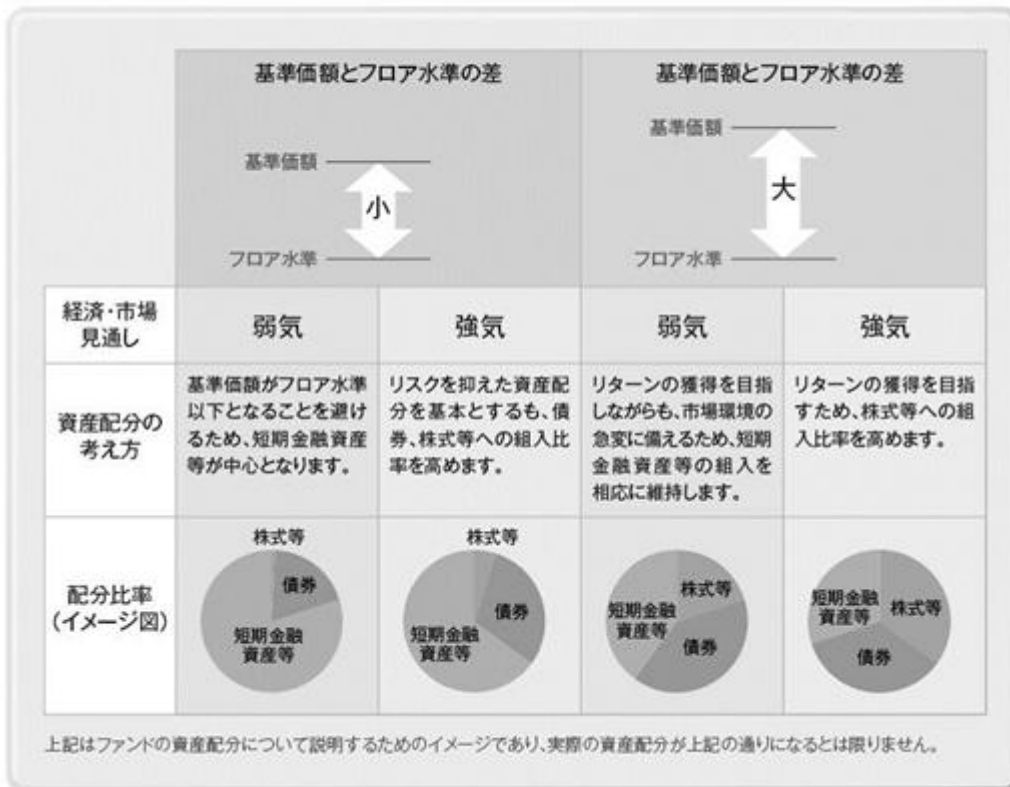 基準価額とフロア水準の差
基準価額
小
フロア水準
基準価額とフロア水準の差
基準価額
大
フロア水準
経済・市場
見通し
弱気
強気
弱気
強気
資産配分の
考え方
基準価額がフロア水準
以下となることを避け
るため、短期金融資産
等が中心となります。
リスクを抑えた資産配
分を基本とするも、債
券、株式等への組入比
率を高めます。
リターンの獲得を目指
しながらも、市場環境の
急変に備えるため、短期
金融資産等の組入を
相応に維持します。
リターンの獲得を目指
すため、株式等への組
入比率を高めます。
配分比率
(イメージ図)
株式等
債券
短期金融
資産等
株式等
債券
短期金融
資産等
株式等
短期金融
資産等
債券
短期金融
資産等
株式等
債券
上記はファンドの資産配分について説明するためのイメージであり、実際の資産配分が上記の通りになるとは限りません。